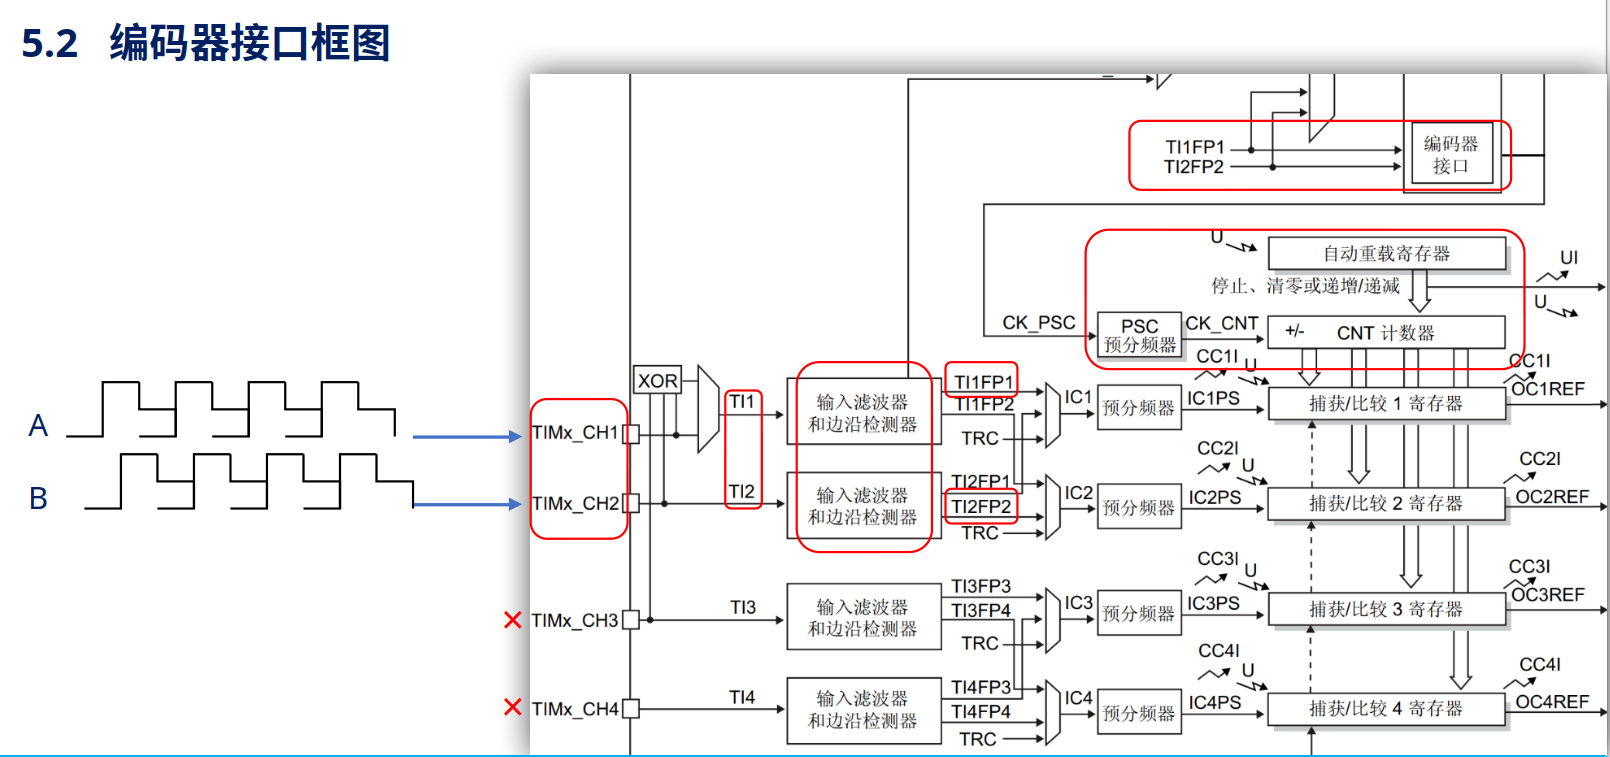 5.2 编码器接口框图
TI1FP1
TI2FP2
编码器
接口
U
自动重载寄存器
UI
停止、清零或递增/递减
U
CK_PSC
PSC
预分频器
CK_CNT
+/-
CNT 计数器
XOR
A
TIMx_CH1
TI1
输入滤波器
和边沿检测器
TI1FP1
TI1FP2
TRC
IC1
预分频器
IC1PS
CC1I
U
捕获/比较 1 寄存器
CC1I
OC1REF
B
TIMx_CH2
TI2
输入滤波器
和边沿检测器
TI2FP1
TI2FP2
TRC
IC2
预分频器
IC2PS
CC2I
U
捕获/比较 2 寄存器
CC2I
OC2REF
TIMx_CH3
TI3
输入滤波器
和边沿检测器
TI3FP3
TI3FP4
TRC
IC3
预分频器
IC3PS
CC3I
U
捕获/比较 3 寄存器
CC3I
OC3REF
TIMx_CH4
TI4
输入滤波器
和边沿检测器
TI4FP3
TI4FP4
TRC
IC4
预分频器
IC4PS
CC4I
U
捕获/比较 4 寄存器
CC4I
OC4REF